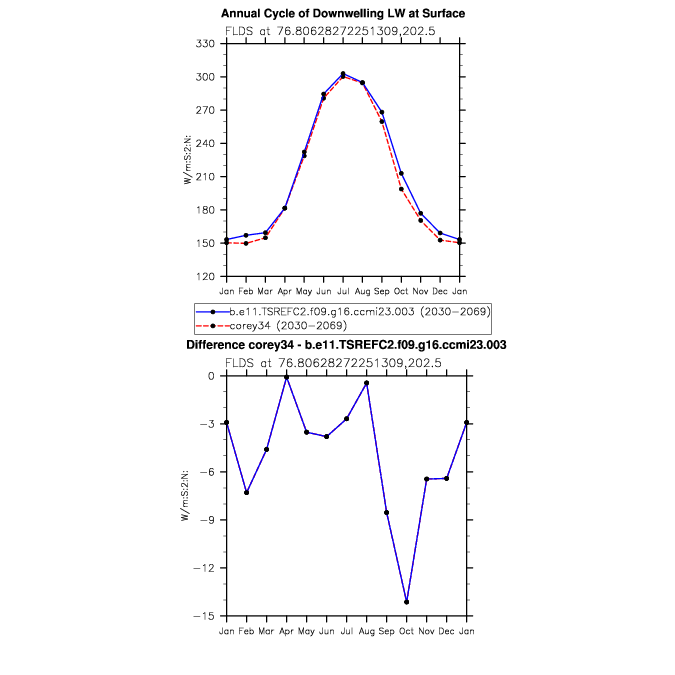 Annual Cycle of Downwelling LW at Surface
FLDS at 76.80628272251309,202.5
330
300
270
240
210
180
150
120
W/m:S:2:N:
Jan Feb Mar Apr May Jun Jul Aug Sep Oct Nov Dec Jan
b.e11.TSREFC2.f09.g16.ccmi23.003 (2030-2069)
corey34 (2030-2069)
Difference corey34 - b.e11.TSREFC2.f09.g16.ccmi23.003
FLDS at 76.80628272251309,202.5
0
-3
-6
-9
-12
-15
W/m:S:2:N:
Jan Feb Mar Apr May Jun Jul Aug Sep Oct Nov Dec Jan